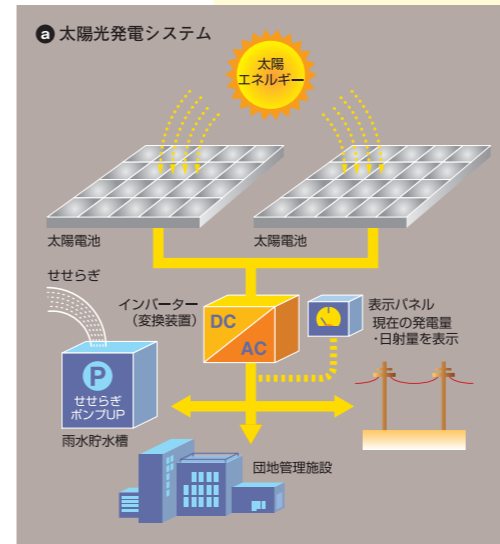 a 太陽光発電システム
太陽
エネルギー
太陽電池
太陽電池
せせらぎ
インバーター
（変換装置）
DC
AC
表示パネル
現在の発電量
・日射量を表示
P
せせらぎ
ポンプUP
雨水貯水槽
団地管理施設